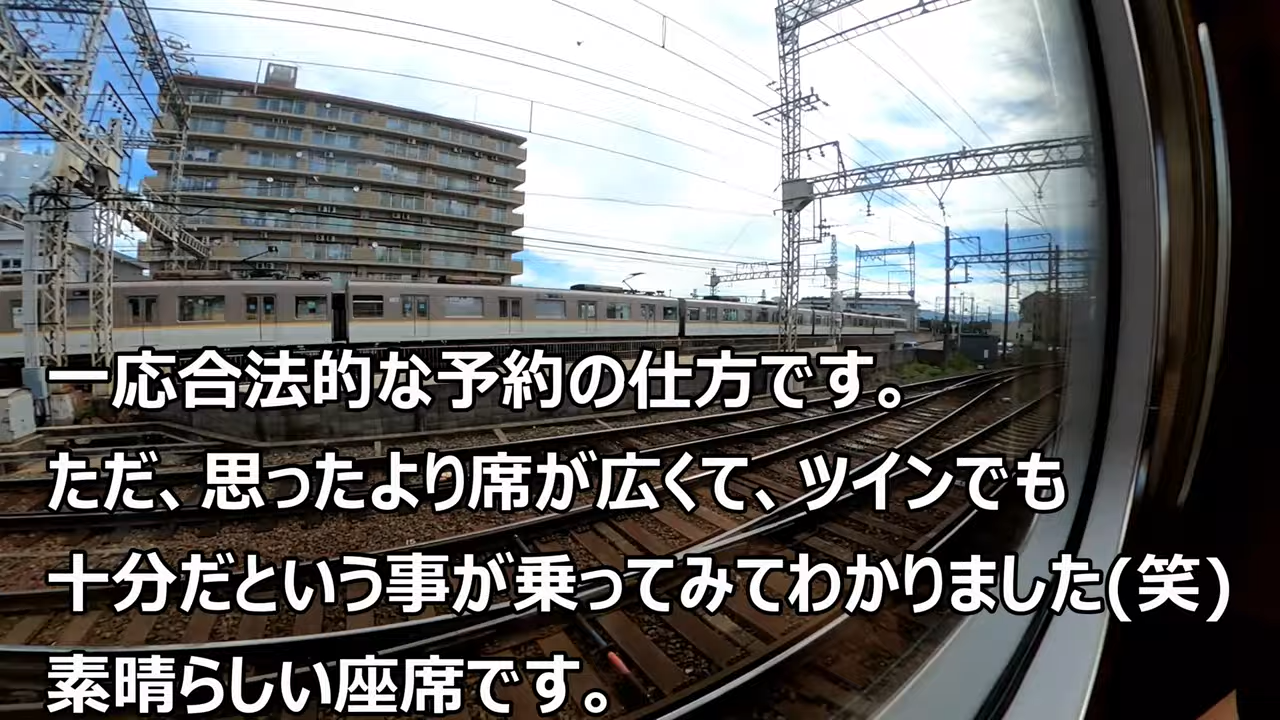 一応合法的な予約の仕方です。
ただ、思ったより席が広くて、ツインでも
十分だという事が乗ってみてわかりました(笑)
素晴らしい座席です。